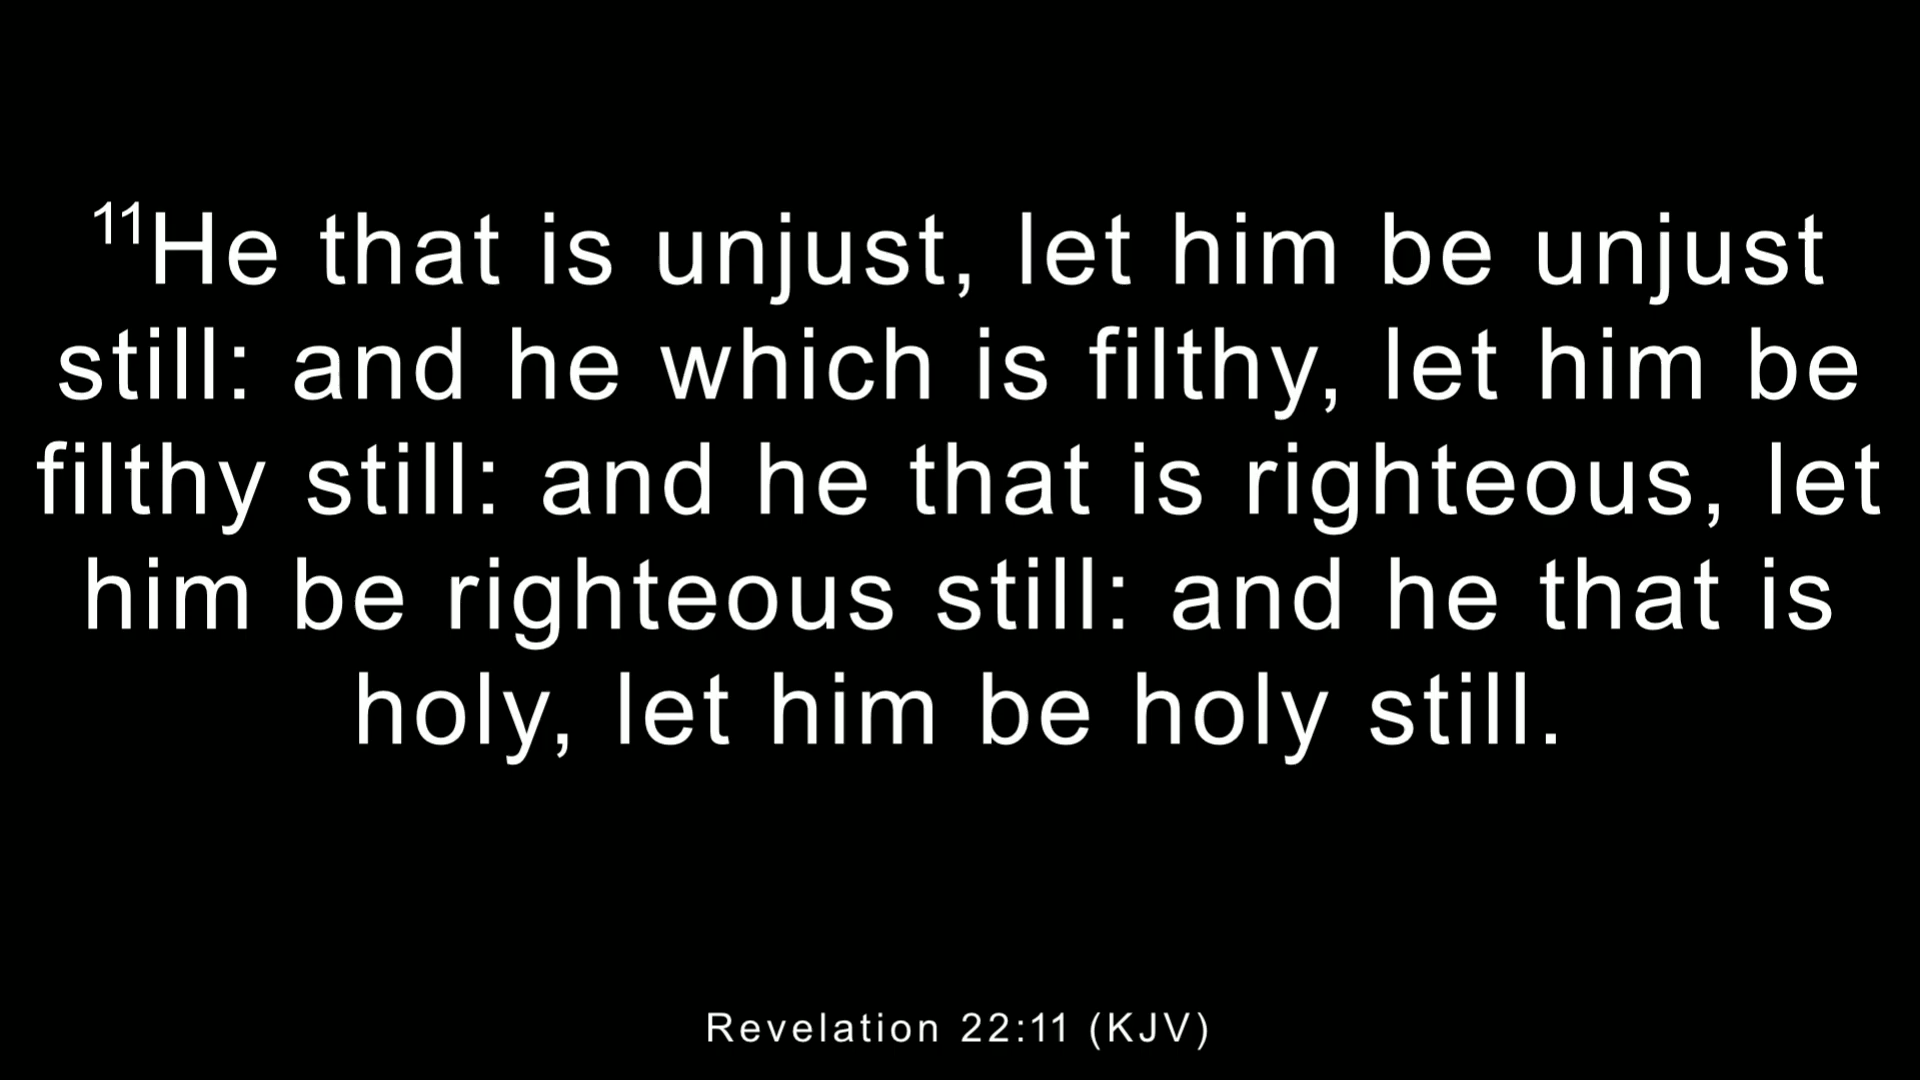 11He that is unjust, let him be unjust
still: and he which is filthy, let him be
filthy still: and he that is righteous, let
him be righteous still: and he that is
holy, let him be holy still.
Revelation 22:11 (KJV)